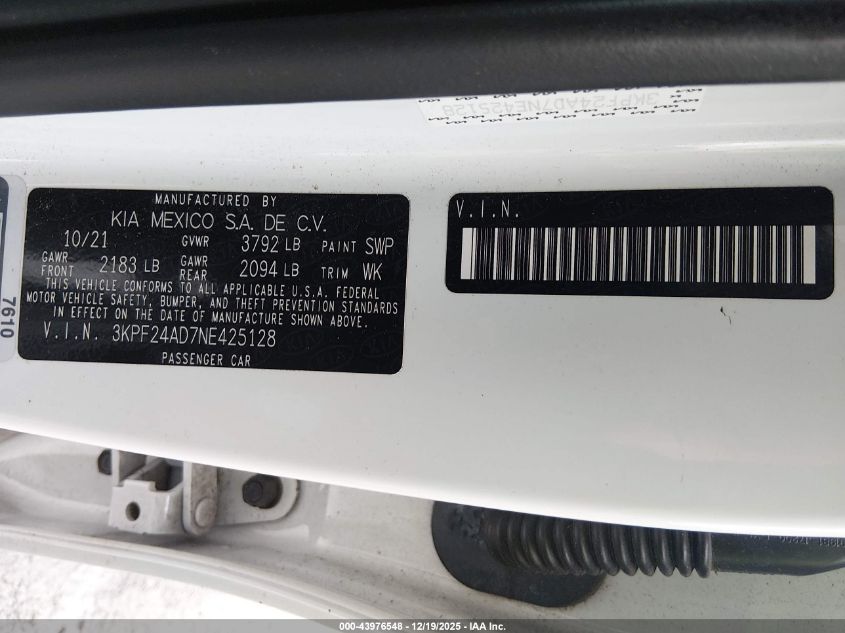 3KPF24AD7NE425128
MANUFACTURED BY
KIA MEXICO S.A. DE C.V.
10/21 GVWR 3792 LB PAINT SWP
GAWR FRONT 2183 LB GAWR REAR 2094 LB TRIM WK
THIS VEHICLE CONFORMS TO ALL APPLICABLE U.S.A. FEDERAL
MOTOR VEHICLE SAFETY, BUMPER, AND THEFT PREVENTION STANDARDS
IN EFFECT ON THE DATE OF MANUFACTURE SHOWN ABOVE.
V.I.N. 3KPF24AD7NE425128
PASSENGER CAR
V.I.N.
7610
000-43976548 - 12/19/2025 - IAA Inc.